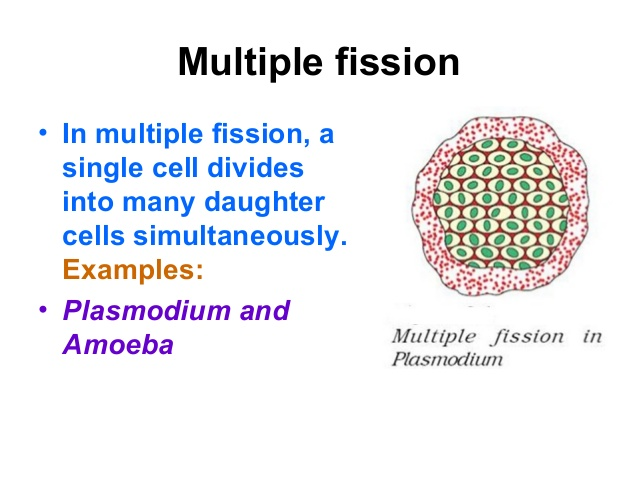 Multiple fission
• In multiple fission, a
single cell divides
into many daughter
cells simultaneously.
Examples:
• Plasmodium and
Amoeba
Multiple fission in
Plasmodium